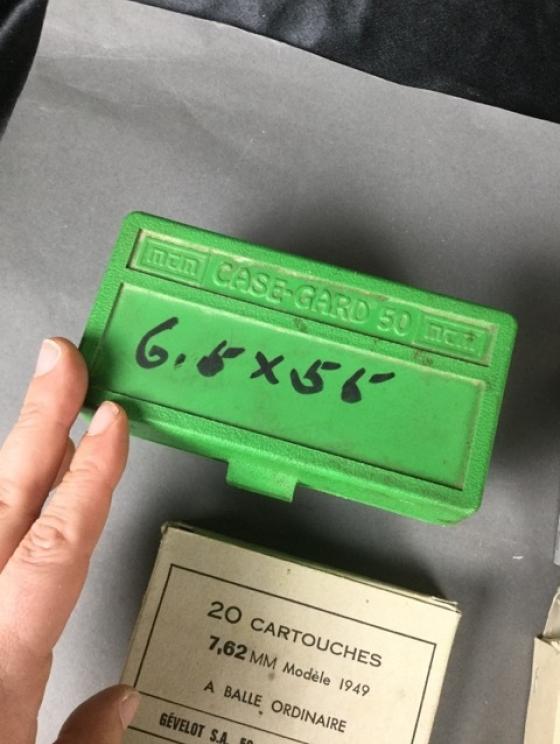 mtm CASE-GARD 50 mtm
6.5x55
20 CARTOUCHES
7,62 MM Modèle 1949
A BALLE ORDINAIRE
GÉVELOT S.A.